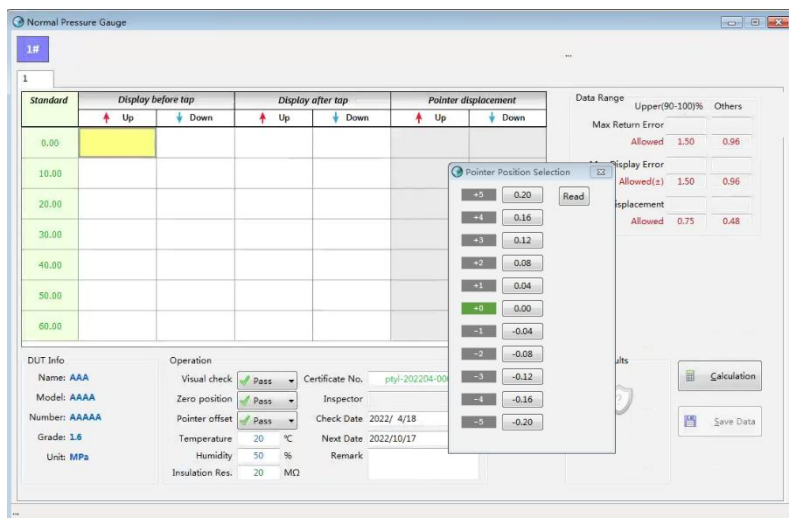 Normal Pressure Gauge
1#
...
1
Standard Display before tap Display after tap Pointer displacement
Up Down Up Down Up Down
0.00
10.00
20.00
30.00
40.00
50.00
60.00
Data Range Upper(90-100)% Others
Max Return Error
Allowed 1.50 0.96
Display Error
Allowed(±) 1.50 0.96
isplacement
Allowed 0.75 0.48
Pointer Position Selection
+5 0.20 Read
+4 0.16
+3 0.12
+2 0.08
+1 0.04
+0 0.00
-1 -0.04
-2 -0.08
-3 -0.12
-4 -0.16
-5 -0.20
DUT Info
Name: AAA
Model: AAAA
Number: AAAAA
Grade: 1.6
Unit: MPa
Operation
Visual check Pass
Zero position Pass
Pointer offset Pass
Temperature 20 ℃
Humidity 50 %
Insulation Res. 20 MΩ
Certificate No. ptyl-202204-00
Inspector
Check Date 2022/ 4/18
Next Date 2022/10/17
Remark
ults
Calculation
Save Data
...